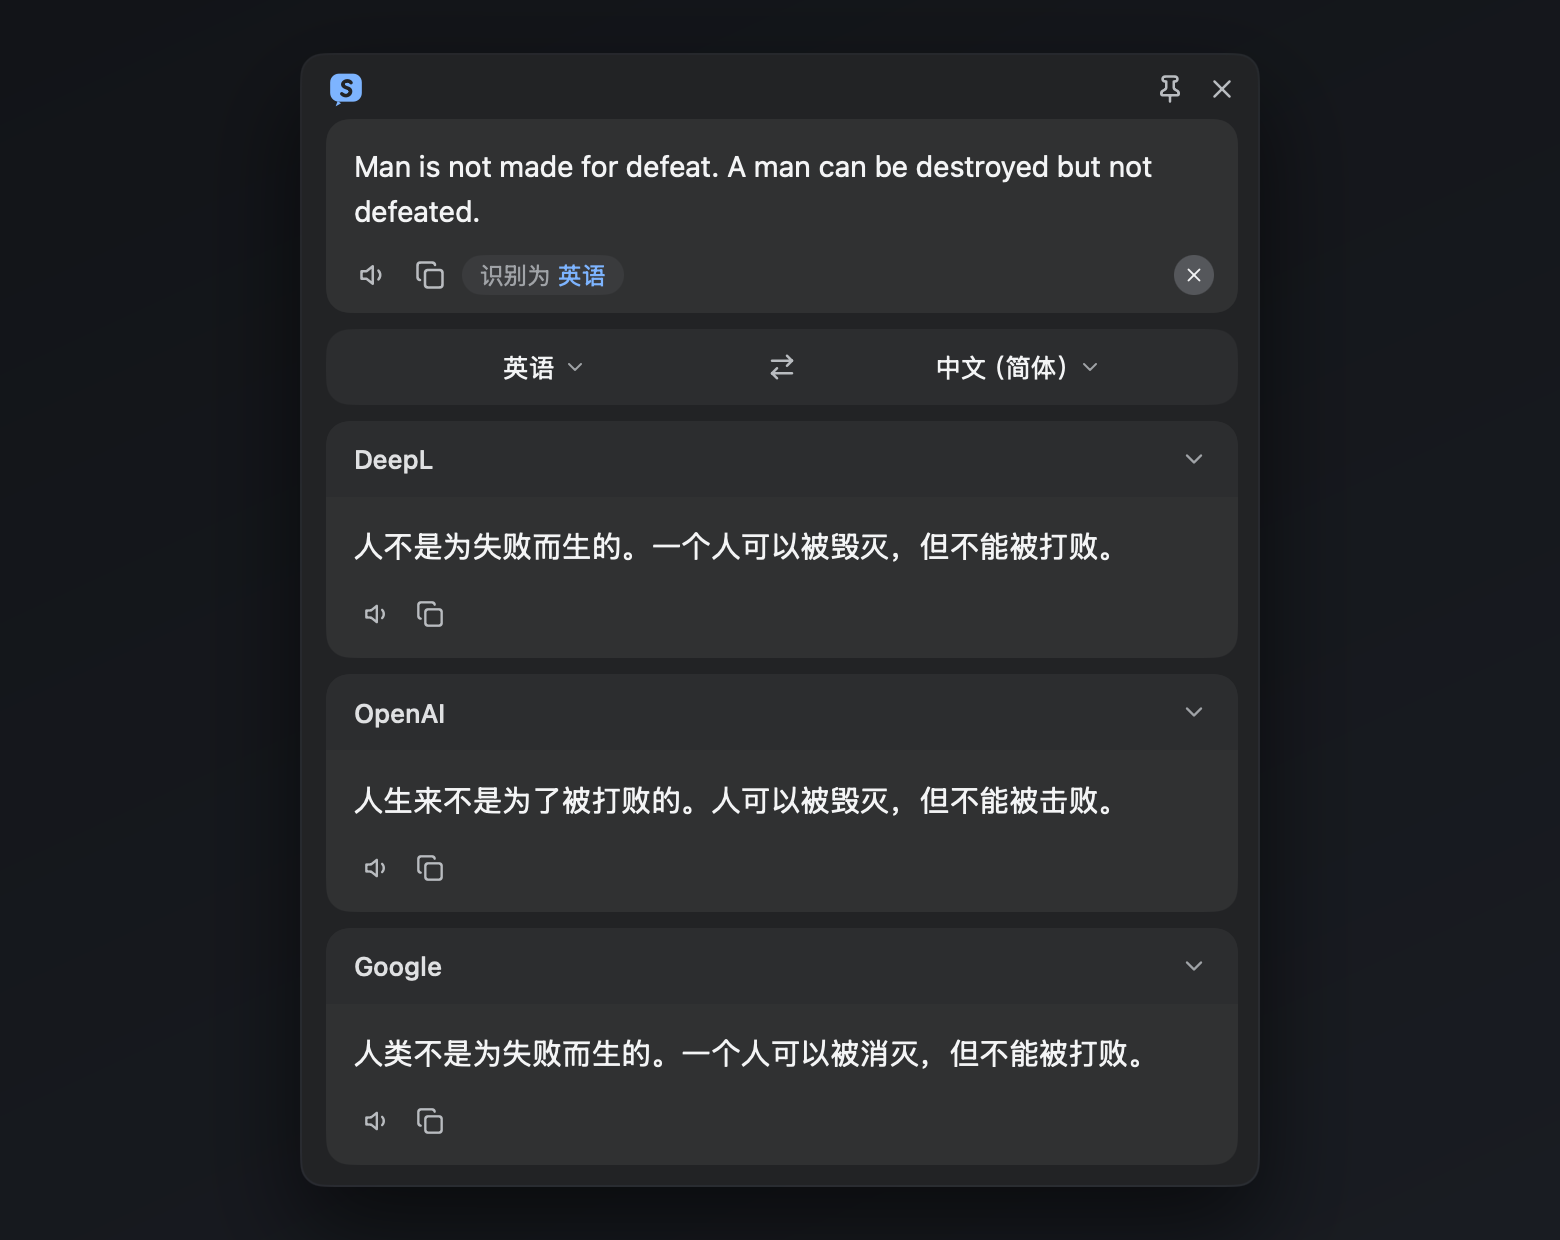 S
Man is not made for defeat. A man can be destroyed but not
defeated.
识别为 英语
英语
中文 (简体)
DeepL
人不是为失败而生的。一个人可以被毁灭，但不能被打败。
OpenAI
人生来不是为了被打败的。人可以被毁灭，但不能被击败。
Google
人类不是为失败而生的。一个人可以被消灭，但不能被打败。